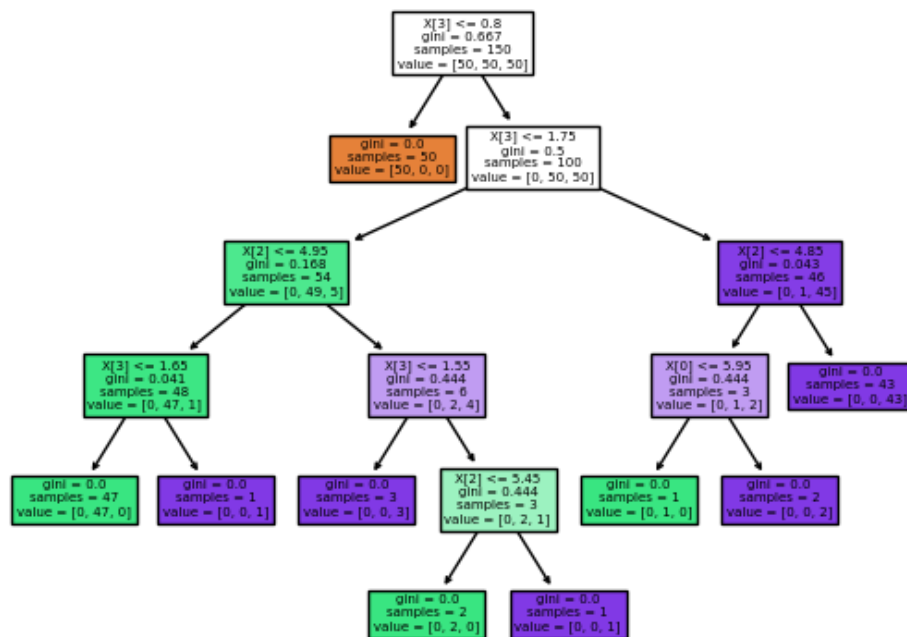 X[3] <= 0.8
gini = 0.667
samples = 150
value = [50, 50, 50]
gini = 0.0
samples = 50
value = [50, 0, 0]
X[3] <= 1.75
gini = 0.5
samples = 100
value = [0, 50, 50]
X[2] <= 4.95
gini = 0.168
samples = 54
value = [0, 49, 5]
X[2] <= 4.85
gini = 0.043
samples = 46
value = [0, 1, 45]
X[3] <= 1.65
gini = 0.041
samples = 48
value = [0, 47, 1]
X[3] <= 1.55
gini = 0.444
samples = 6
value = [0, 2, 4]
X[0] <= 5.95
gini = 0.444
samples = 3
value = [0, 1, 2]
gini = 0.0
samples = 43
value = [0, 0, 43]
gini = 0.0
samples = 47
value = [0, 47, 0]
gini = 0.0
samples = 1
value = [0, 0, 1]
gini = 0.0
samples = 3
value = [0, 0, 3]
X[2] <= 5.45
gini = 0.444
samples = 3
value = [0, 2, 1]
gini = 0.0
samples = 1
value = [0, 1, 0]
gini = 0.0
samples = 2
value = [0, 0, 2]
gini = 0.0
samples = 2
value = [0, 2, 0]
gini = 0.0
samples = 1
value = [0, 0, 1]